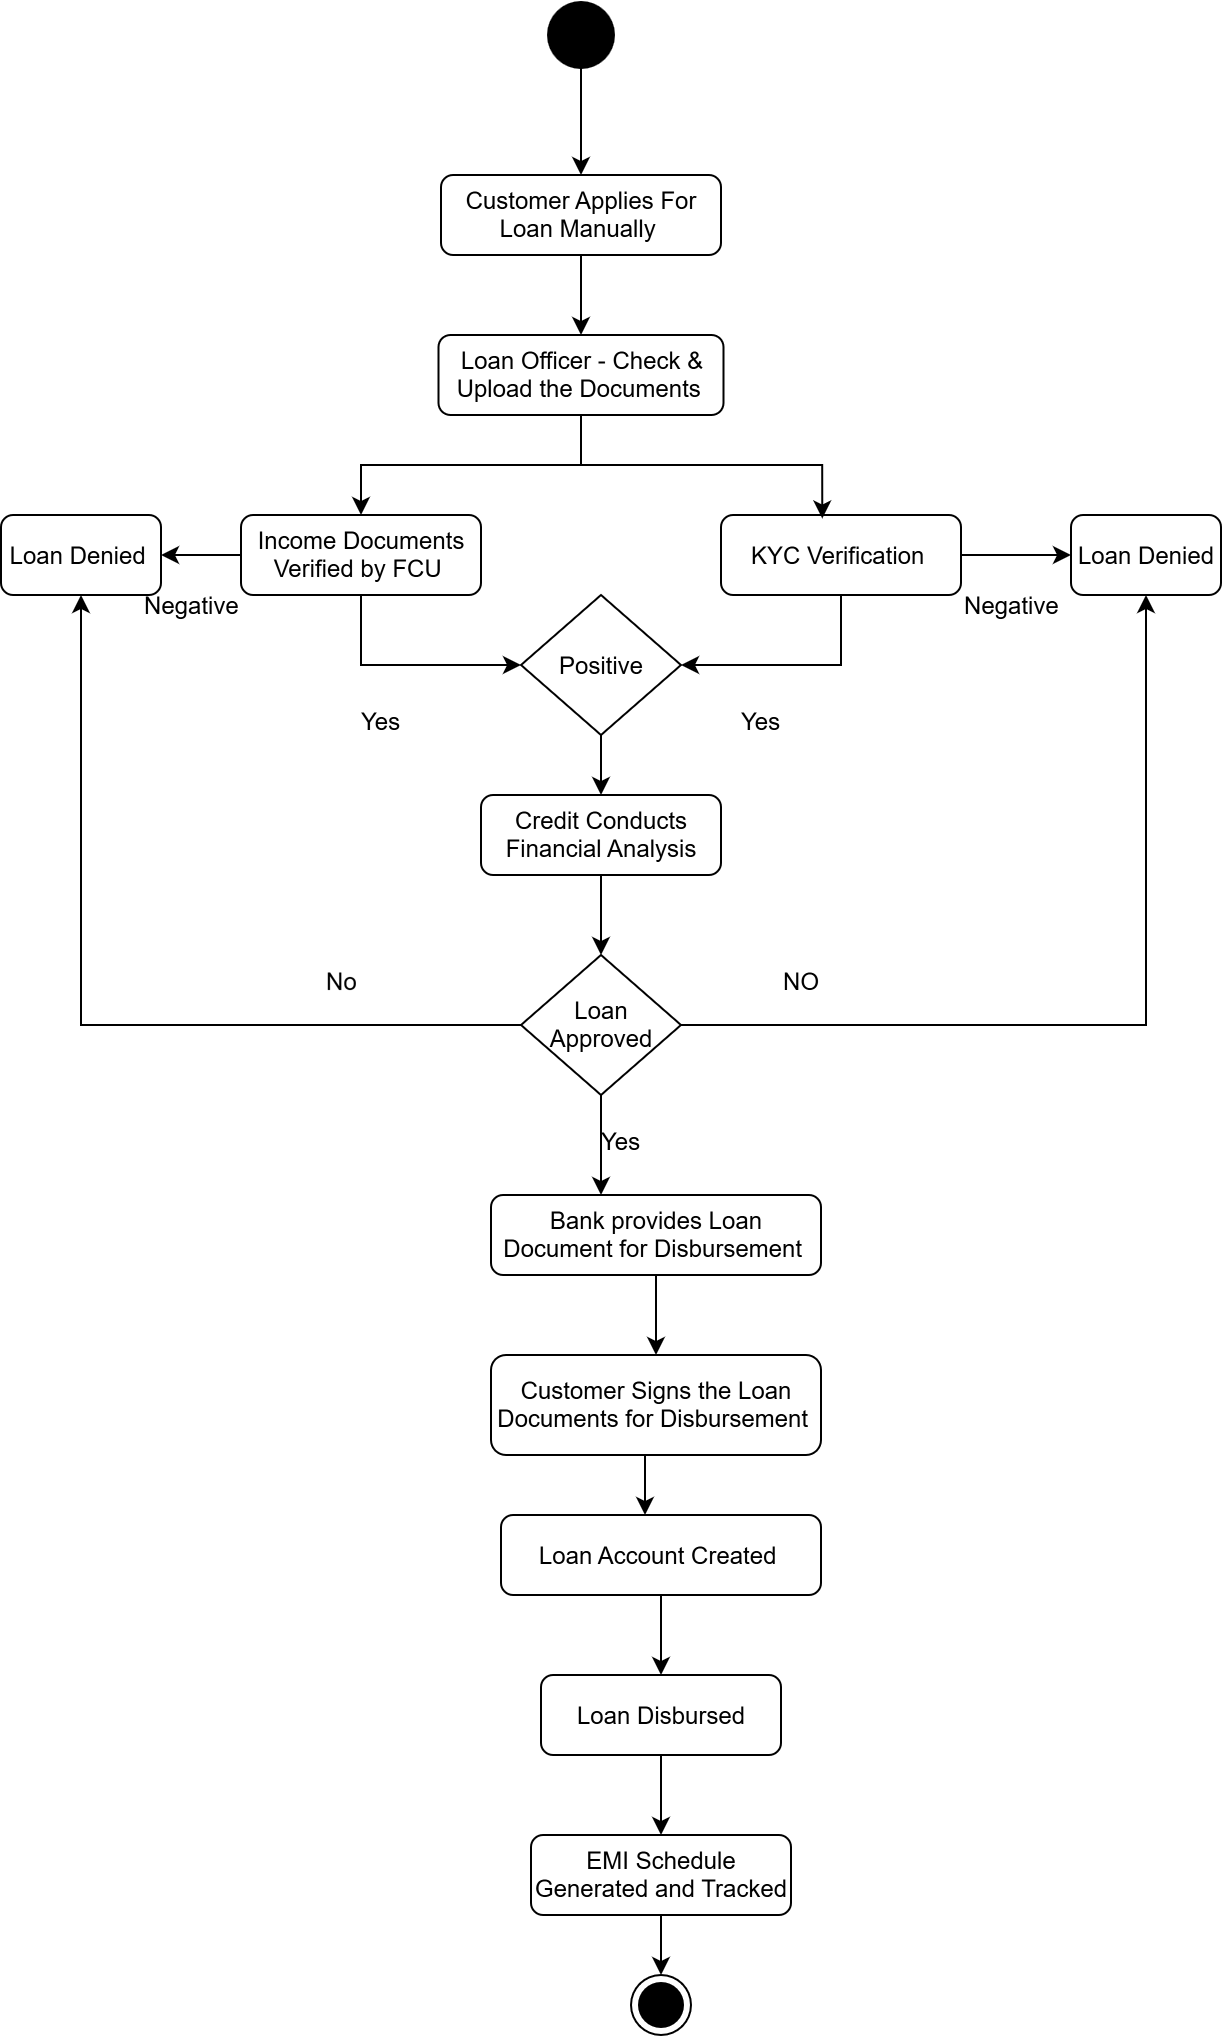 Customer Applies For
Loan Manually
Loan Officer - Check &
Upload the Documents
Loan Denied
Income Documents
Verified by FCU
KYC Verification
Loan Denied
Negative
Negative
Positive
Yes
Yes
Credit Conducts
Financial Analysis
No
NO
Loan
Approved
Yes
Bank provides Loan
Document for Disbursement
Customer Signs the Loan
Documents for Disbursement
Loan Account Created
Loan Disbursed
EMI Schedule
Generated and Tracked